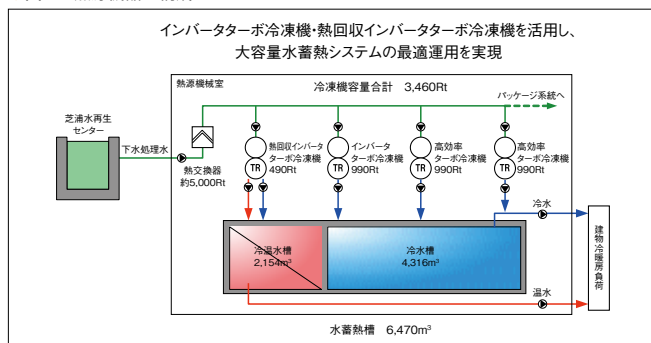 インバータターボ冷凍機・熱回収インバータターボ冷凍機を活用し、
大容量水蓄熱システムの最適運用を実現
熱源機械室
冷凍機容量合計 3,460Rt
パッケージ系統へ
芝浦水再生
センター
下水処理水
熱交換器
約5,000Rt
熱回収インバータ
ターボ冷凍機
490Rt
TR
インバータ
ターボ冷凍機
990Rt
TR
高効率
ターボ冷凍機
990Rt
TR
高効率
ターボ冷凍機
990Rt
TR
冷水
冷温水槽
2,154m³
冷水槽
4,316m³
建物冷暖房負荷
温水
水蓄熱槽 6,470m³